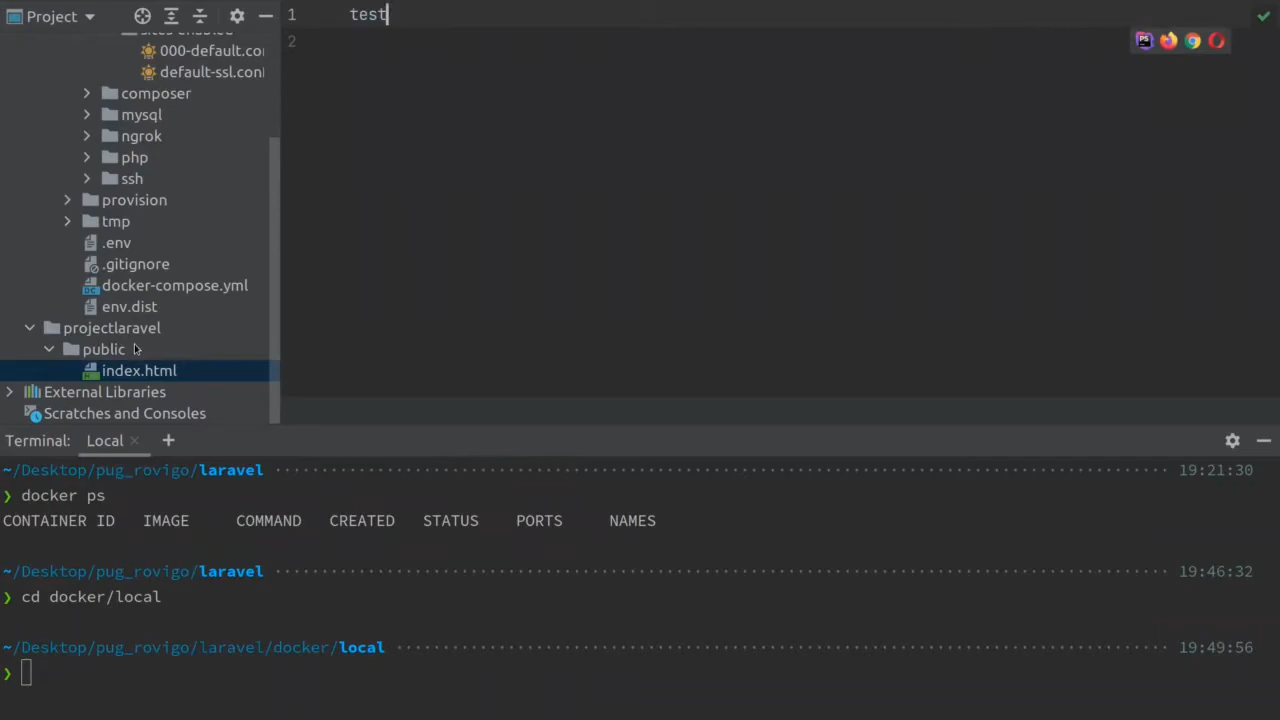 Project
1 test
2
000-default.co
default-ssl.con
composer
mysql
ngrok
php
ssh
provision
tmp
.env
.gitignore
docker-compose.yml
env.dist
projectlaravel
public
index.html
External Libraries
Scratches and Consoles
Terminal: Local × +
~/Desktop/pug_rovigo/laravel 19:21:30
❯ docker ps
CONTAINER ID IMAGE COMMAND CREATED STATUS PORTS NAMES
~/Desktop/pug_rovigo/laravel 19:46:32
❯ cd docker/local
~/Desktop/pug_rovigo/laravel/docker/local 19:49:56
❯